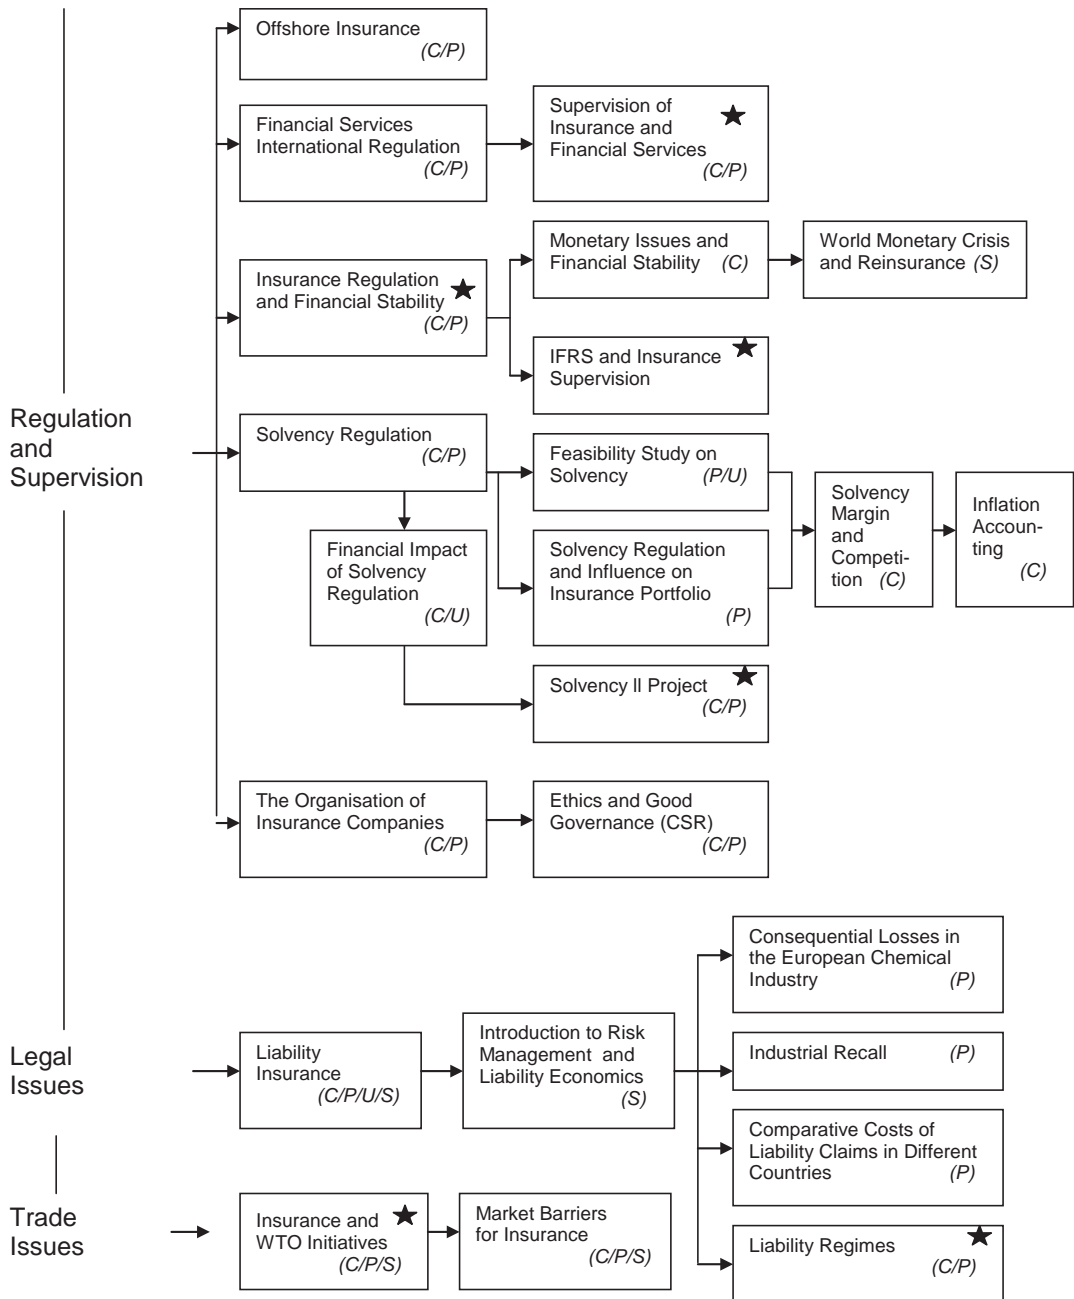 Offshore Insurance
(C/P)
Financial Services
International Regulation
(C/P)
Supervision of
Insurance and
Financial Services
(C/P)
Insurance Regulation
and Financial Stability
(C/P)
Monetary Issues and
Financial Stability (C)
World Monetary Crisis
and Reinsurance (S)
IFRS and Insurance
Supervision
Regulation
and
Supervision
Solvency Regulation
(C/P)
Feasibility Study on
Solvency (P/U)
Financial Impact
of Solvency
Regulation
(C/U)
Solvency Regulation
and Influence on
Insurance Portfolio
(P)
Solvency
Margin
and
Competi-
tion (C)
Inflation
Accoun-
ting
(C)
Solvency II Project
(C/P)
The Organisation of
Insurance Companies
(C/P)
Ethics and Good
Governance (CSR)
(C/P)
Legal
Issues
Liability
Insurance
(C/P/U/S)
Introduction to Risk
Management and
Liability Economics
(S)
Consequential Losses in
the European Chemical
Industry (P)
Industrial Recall (P)
Comparative Costs of
Liability Claims in Different
Countries (P)
Liability Regimes
(C/P)
Trade
Issues
Insurance and
WTO Initiatives
(C/P/S)
Market Barriers
for Insurance
(C/P/S)